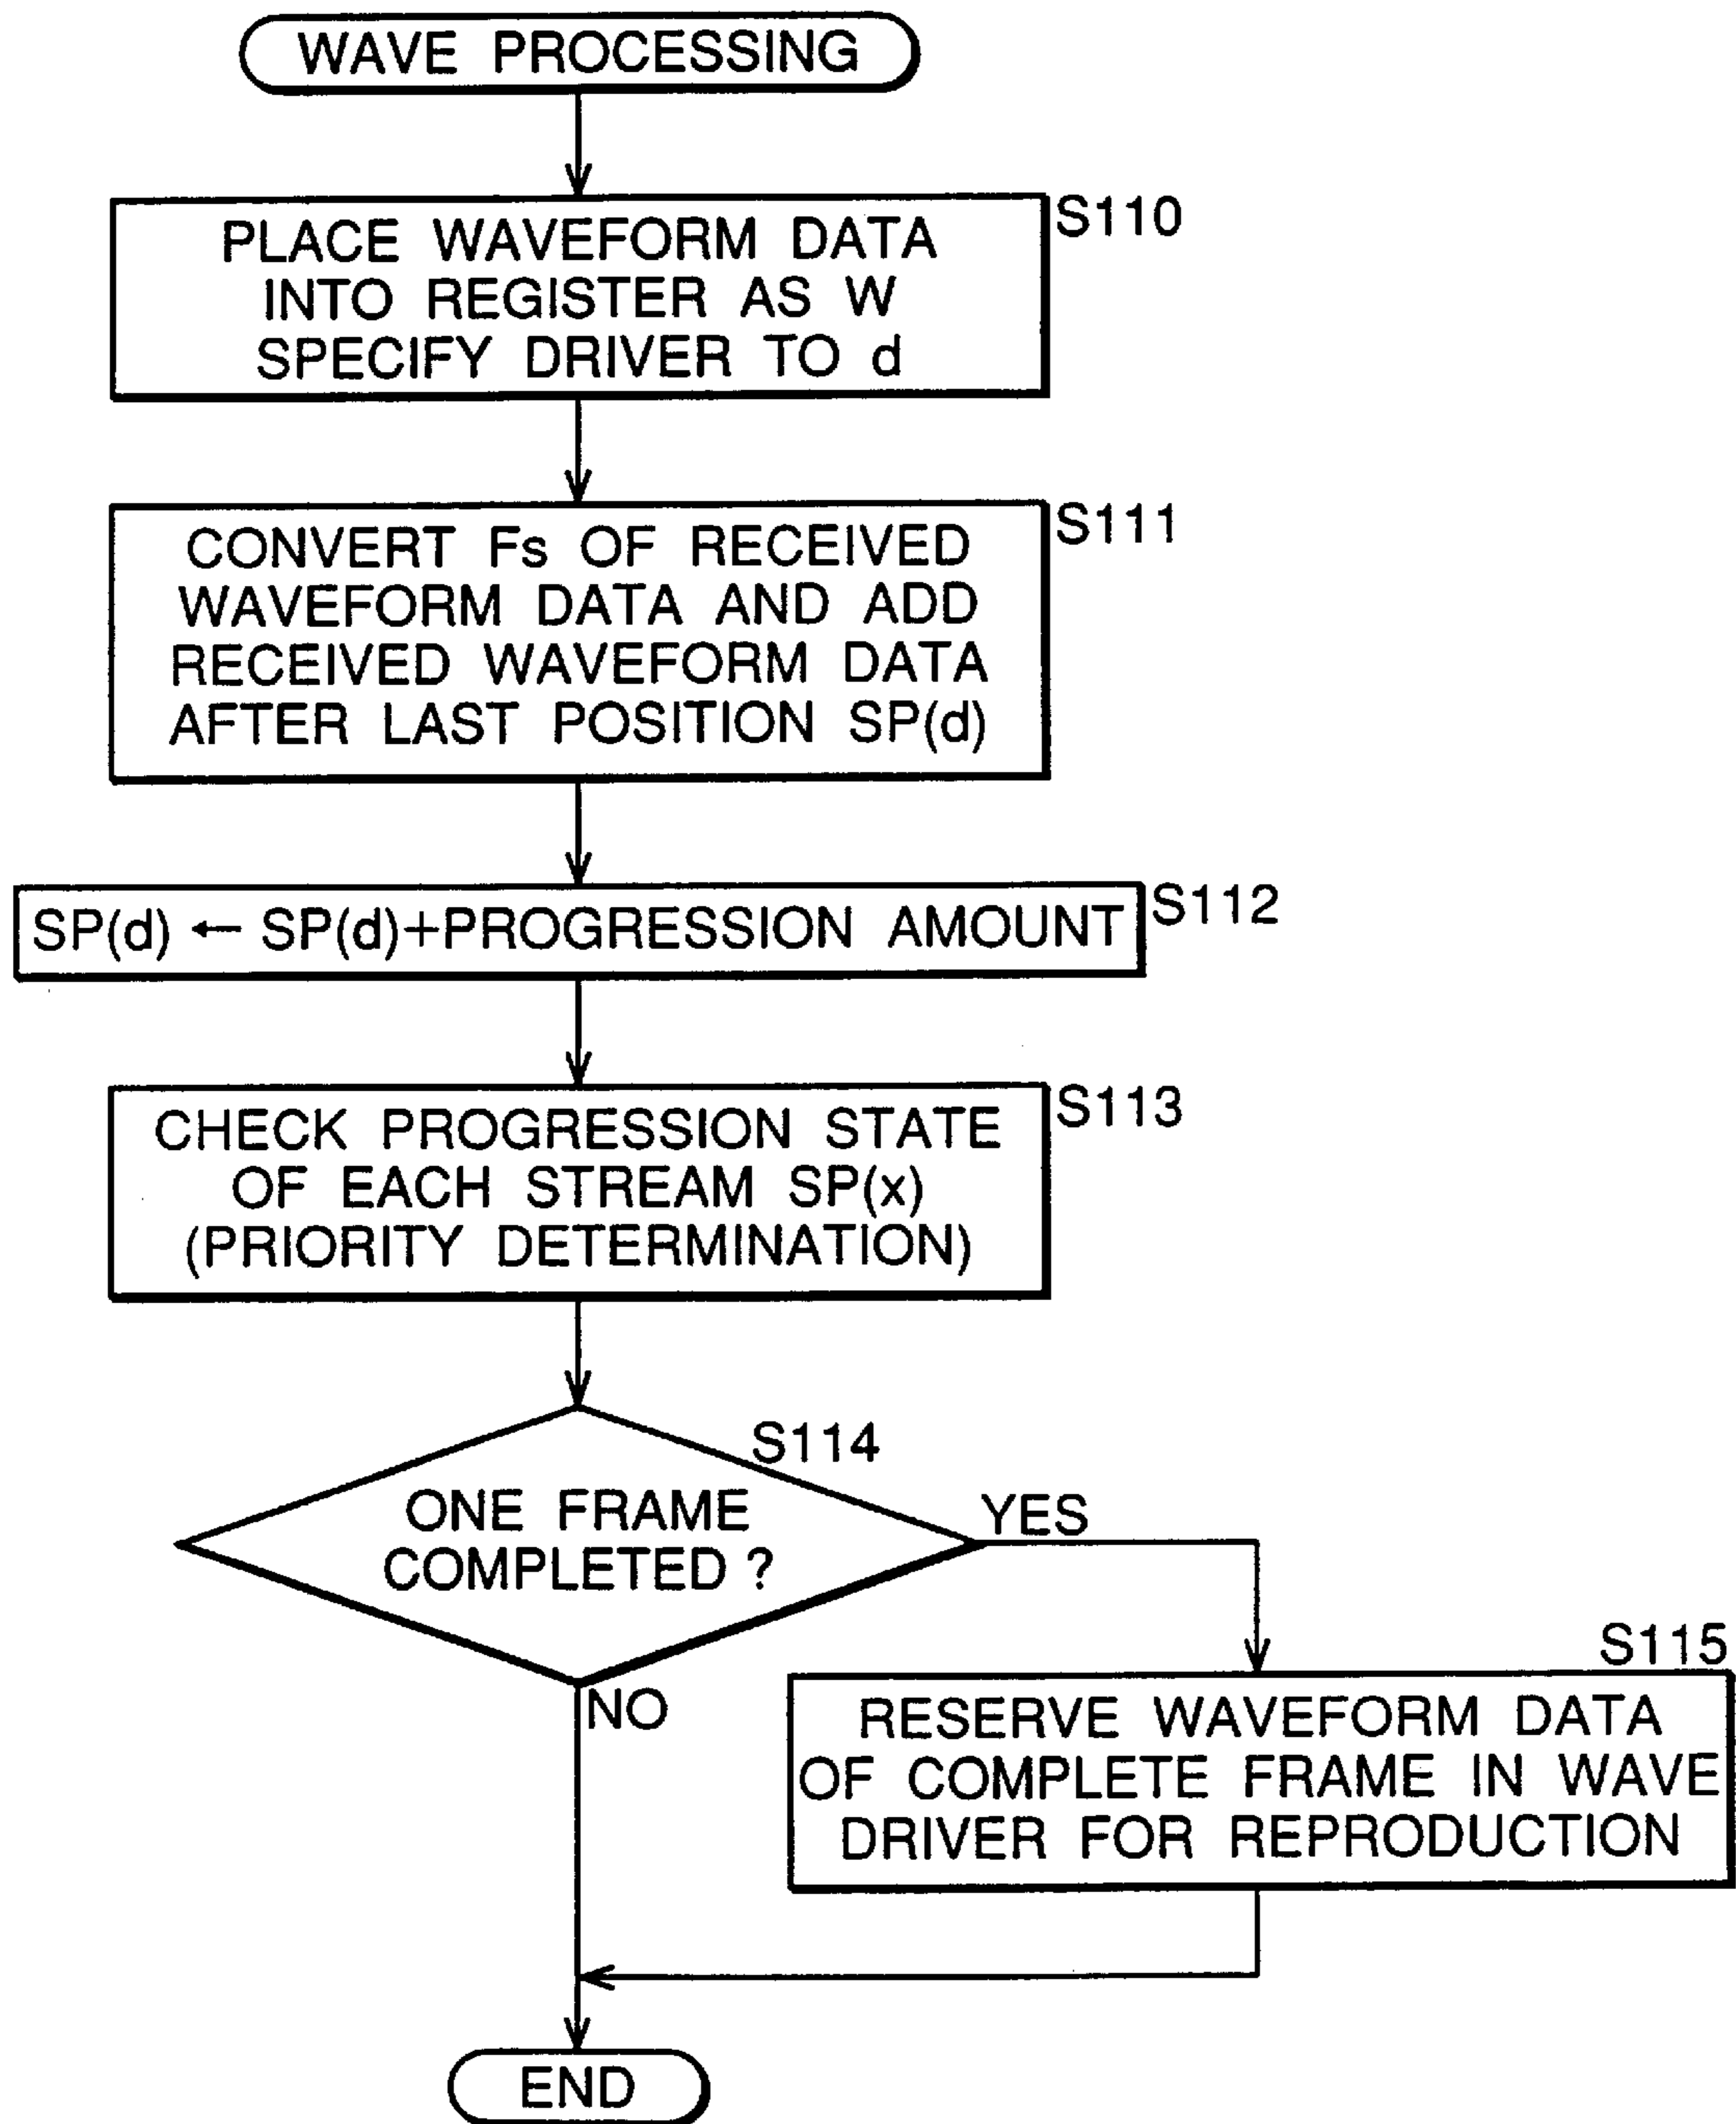 WAVE PROCESSING
S110
PLACE WAVEFORM DATA
INTO REGISTER AS W
SPECIFY DRIVER TO d
S111
CONVERT Fs OF RECEIVED
WAVEFORM DATA AND ADD
RECEIVED WAVEFORM DATA
AFTER LAST POSITION SP(d)
S112
SP(d) ← SP(d)+PROGRESSION AMOUNT
S113
CHECK PROGRESSION STATE
OF EACH STREAM SP(x)
(PRIORITY DETERMINATION)
S114
ONE FRAME
COMPLETED ?
YES
NO
S115
RESERVE WAVEFORM DATA
OF COMPLETE FRAME IN WAVE
DRIVER FOR REPRODUCTION
END